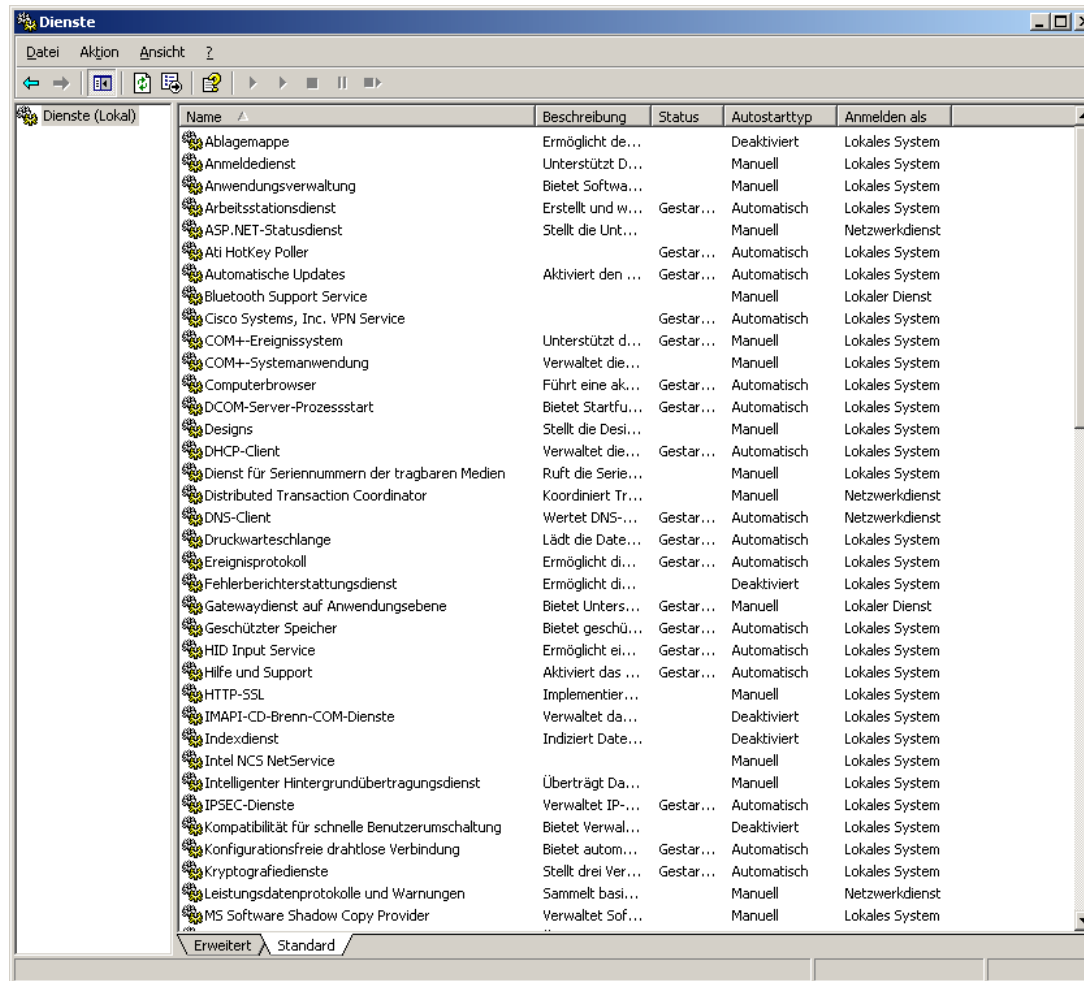 Dienste
Datei Aktion Ansicht ?
Dienste (Lokal)
Name Beschreibung Status Autostarttyp Anmelden als
Ablagemappe Ermöglicht de... Deaktiviert Lokales System
Anmeldedienst Unterstützt D... Manuell Lokales System
Anwendungsverwaltung Bietet Softwa... Manuell Lokales System
Arbeitsstationsdienst Erstellt und w... Gestar... Automatisch Lokales System
ASP.NET-Statusdienst Stellt die Unt... Manuell Netzwerkdienst
Ati HotKey Poller Gestar... Automatisch Lokales System
Automatische Updates Aktiviert den ... Gestar... Automatisch Lokales System
Bluetooth Support Service Manuell Lokaler Dienst
Cisco Systems, Inc. VPN Service Gestar... Automatisch Lokales System
COM+-Ereignissystem Unterstützt d... Gestar... Manuell Lokales System
COM+-Systemanwendung Verwaltet die... Manuell Lokales System
Computerbrowser Führt eine ak... Gestar... Automatisch Lokales System
DCOM-Server-Prozessstart Bietet Startfu... Gestar... Automatisch Lokales System
Designs Stellt die Desi... Manuell Lokales System
DHCP-Client Verwaltet die... Gestar... Automatisch Lokales System
Dienst für Seriennummern der tragbaren Medien Ruft die Serie... Manuell Lokales System
Distributed Transaction Coordinator Koordiniert Tr... Manuell Netzwerkdienst
DNS-Client Wertet DNS-... Gestar... Automatisch Netzwerkdienst
Druckwarteschlange Lädt die Date... Gestar... Automatisch Lokales System
Ereignisprotokoll Ermöglicht di... Gestar... Automatisch Lokales System
Fehlerberichterstattungsdienst Ermöglicht di... Deaktiviert Lokales System
Gatewaydienst auf Anwendungsebene Bietet Unters... Gestar... Manuell Lokaler Dienst
Geschützter Speicher Bietet geschü... Gestar... Automatisch Lokales System
HID Input Service Ermöglicht ei... Gestar... Automatisch Lokales System
Hilfe und Support Aktiviert das ... Gestar... Automatisch Lokales System
HTTP-SSL Implementier... Manuell Lokales System
IMAPI-CD-Brenn-COM-Dienste Verwaltet da... Deaktiviert Lokales System
Indexdienst Indiziert Date... Deaktiviert Lokales System
Intel NCS NetService Manuell Lokales System
Intelligenter Hintergrundübertragungsdienst Überträgt Da... Manuell Lokales System
IPSEC-Dienste Verwaltet IP-... Gestar... Automatisch Lokales System
Kompatibilität für schnelle Benutzerumschaltung Bietet Verwal... Deaktiviert Lokales System
Konfigurationsfreie drahtlose Verbindung Bietet autom... Gestar... Automatisch Lokales System
Kryptografiedienste Stellt drei Ver... Gestar... Automatisch Lokales System
Leistungsdatenprotokolle und Warnungen Sammelt basi... Manuell Netzwerkdienst
MS Software Shadow Copy Provider Verwaltet Sof... Manuell Lokales System
Erweitert Standard